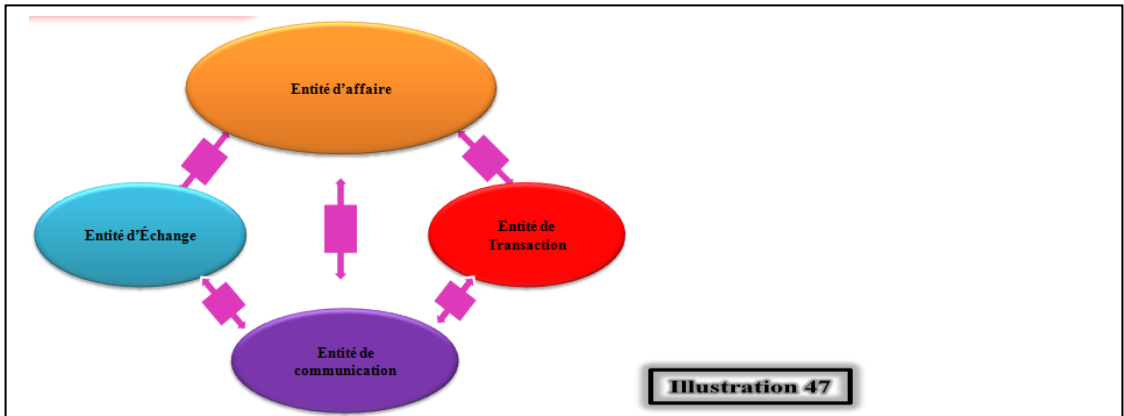 Entité d'affaire
Entité d'Échange
Entité de
Transaction
Entité de
communication
Illustration 47